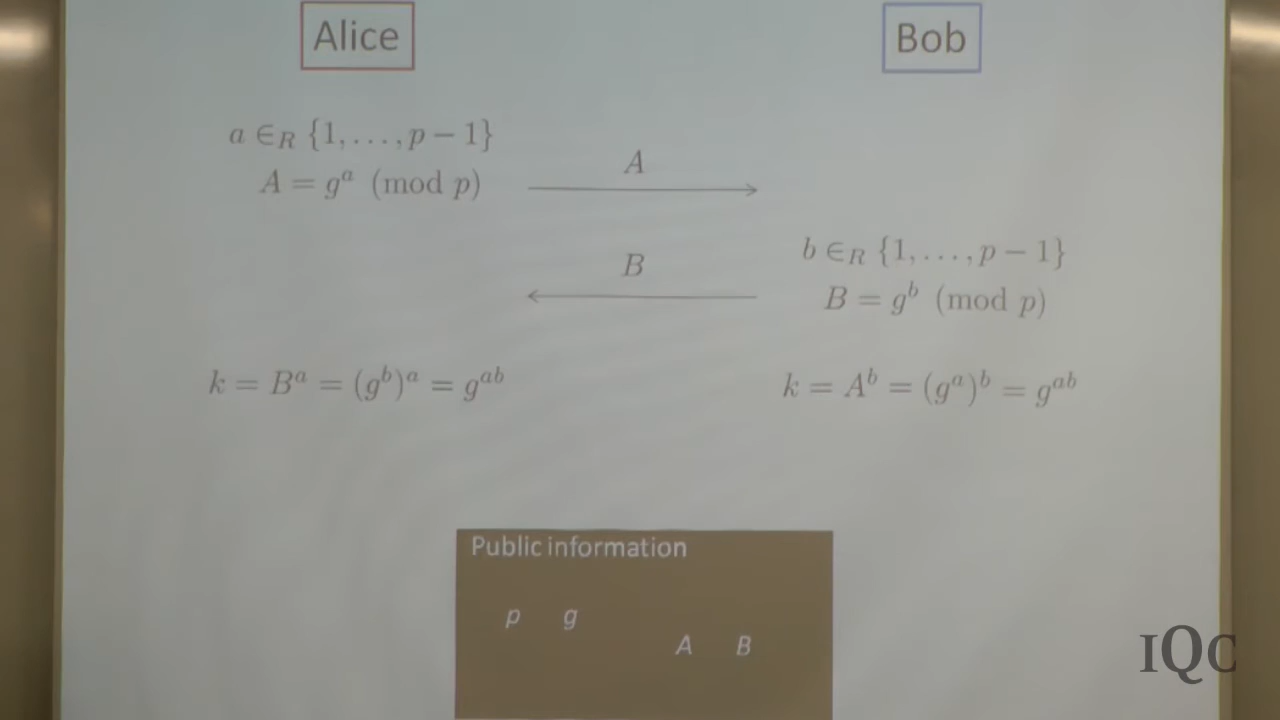 Alice
Bob
a ∈_R {1, . . . , p − 1}
A = g^a (mod p)
A
b ∈_R {1, . . . , p − 1}
B = g^b (mod p)
B
k = B^a = (g^b)^a = g^{ab}
k = A^b = (g^a)^b = g^{ab}
Public information
p g
A B
IQC